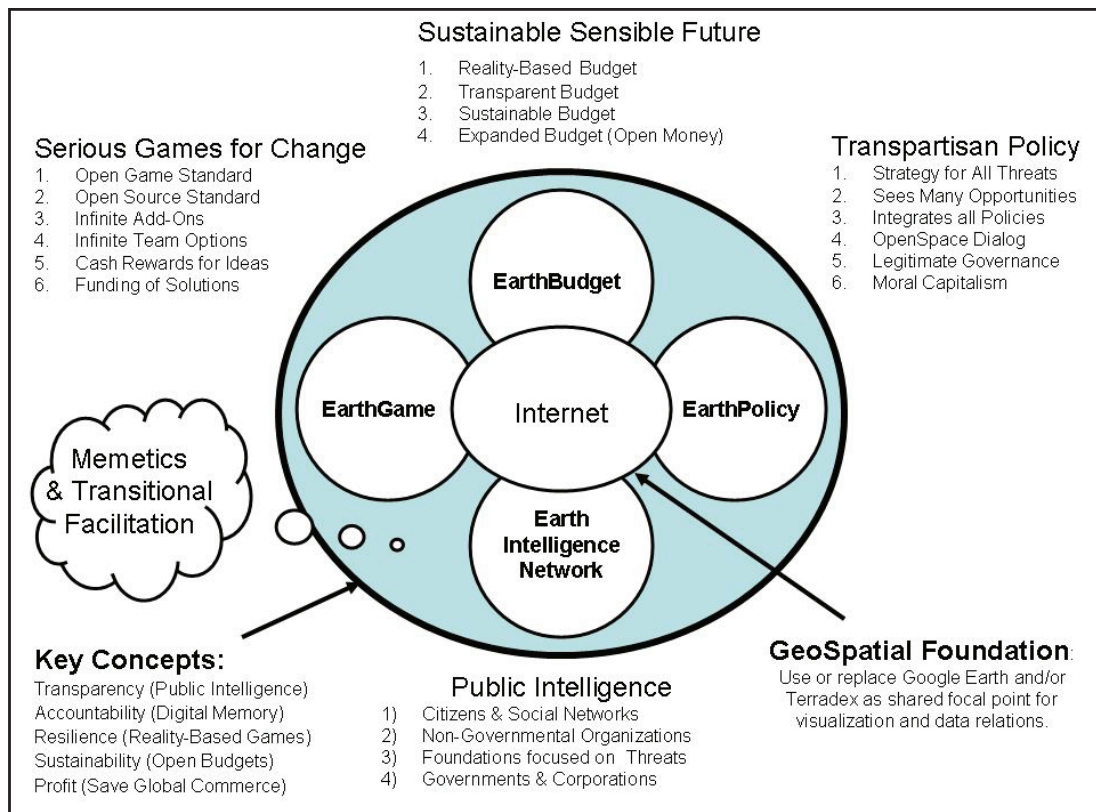 Sustainable Sensible Future
1. Reality-Based Budget
2. Transparent Budget
3. Sustainable Budget
4. Expanded Budget (Open Money)
Serious Games for Change
1. Open Game Standard
2. Open Source Standard
3. Infinite Add-Ons
4. Infinite Team Options
5. Cash Rewards for Ideas
6. Funding of Solutions
Transpartisan Policy
1. Strategy for All Threats
2. Sees Many Opportunities
3. Integrates all Policies
4. OpenSpace Dialog
5. Legitimate Governance
6. Moral Capitalism
EarthBudget
EarthGame
Internet
EarthPolicy
Earth
Intelligence
Network
Memetics
& Transitional
Facilitation
Key Concepts:
Transparency (Public Intelligence)
Accountability (Digital Memory)
Resilience (Reality-Based Games)
Sustainability (Open Budgets)
Profit (Save Global Commerce)
Public Intelligence
1) Citizens & Social Networks
2) Non-Governmental Organizations
3) Foundations focused on Threats
4) Governments & Corporations
GeoSpatial Foundation:
Use or replace Google Earth and/or
Terradex as shared focal point for
visualization and data relations.